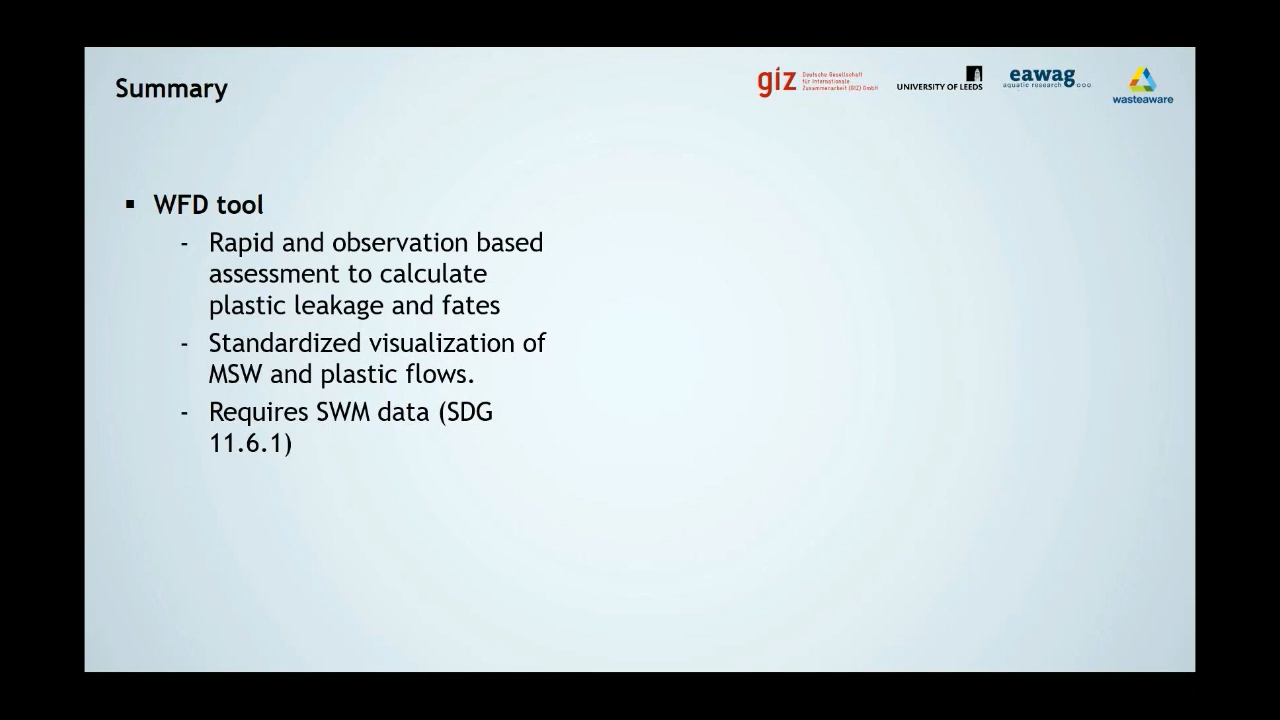 Summary
giz Deutsche Gesellschaft
für Internationale
Zusammenarbeit (GIZ) GmbH
UNIVERSITY OF LEEDS
eawag
aquatic research
wasteaware
▪ WFD tool
- Rapid and observation based
assessment to calculate
plastic leakage and fates
- Standardized visualization of
MSW and plastic flows.
- Requires SWM data (SDG
11.6.1)